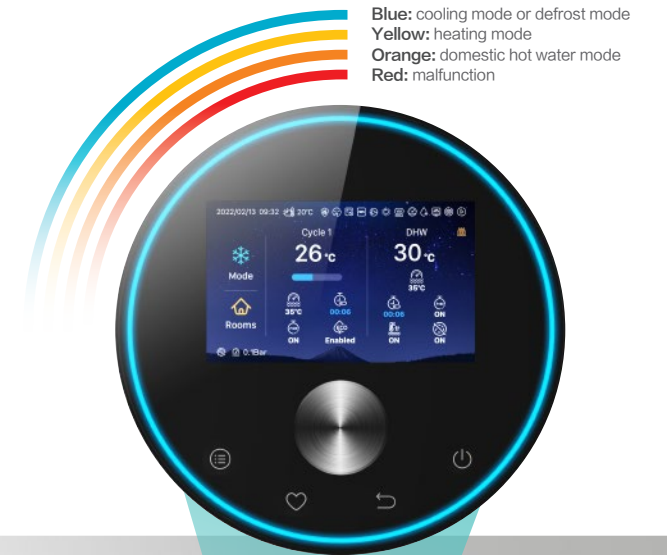 Blue: cooling mode or defrost mode
Yellow: heating mode
Orange: domestic hot water mode
Red: malfunction
2022/02/13 09:32 20°C
Cycle 1
DHW
26°C
30°C
Mode
35°C
35°C
00:06
00:06
ON
Rooms
ON
Enabled
ECO
ON
ON
0.1Bar